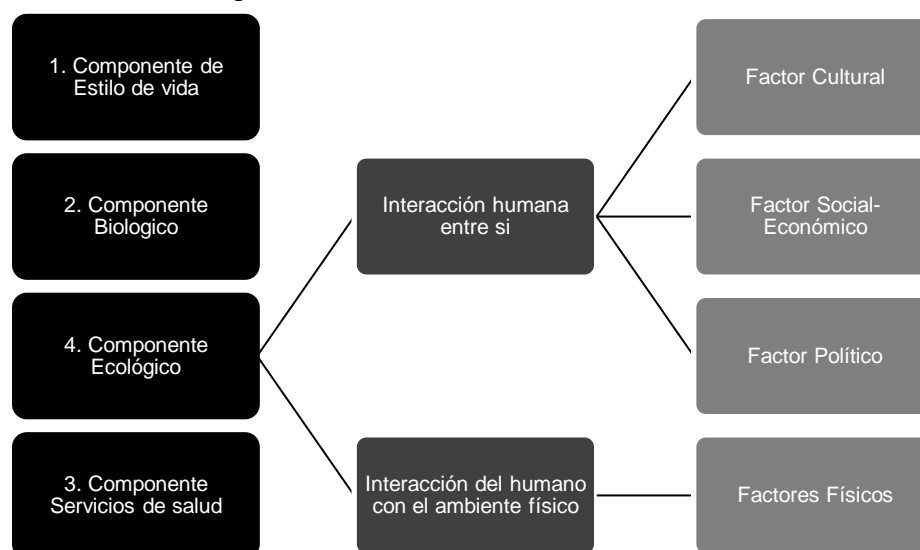 1. Componente de
Estilo de vida
2. Componente
Biologico
4. Componente
Ecológico
3. Componente
Servicios de salud
Interacción humana
entre si
Interacción del humano
con el ambiente físico
Factor Cultural
Factor Social-
Económico
Factor Político
Factores Físicos